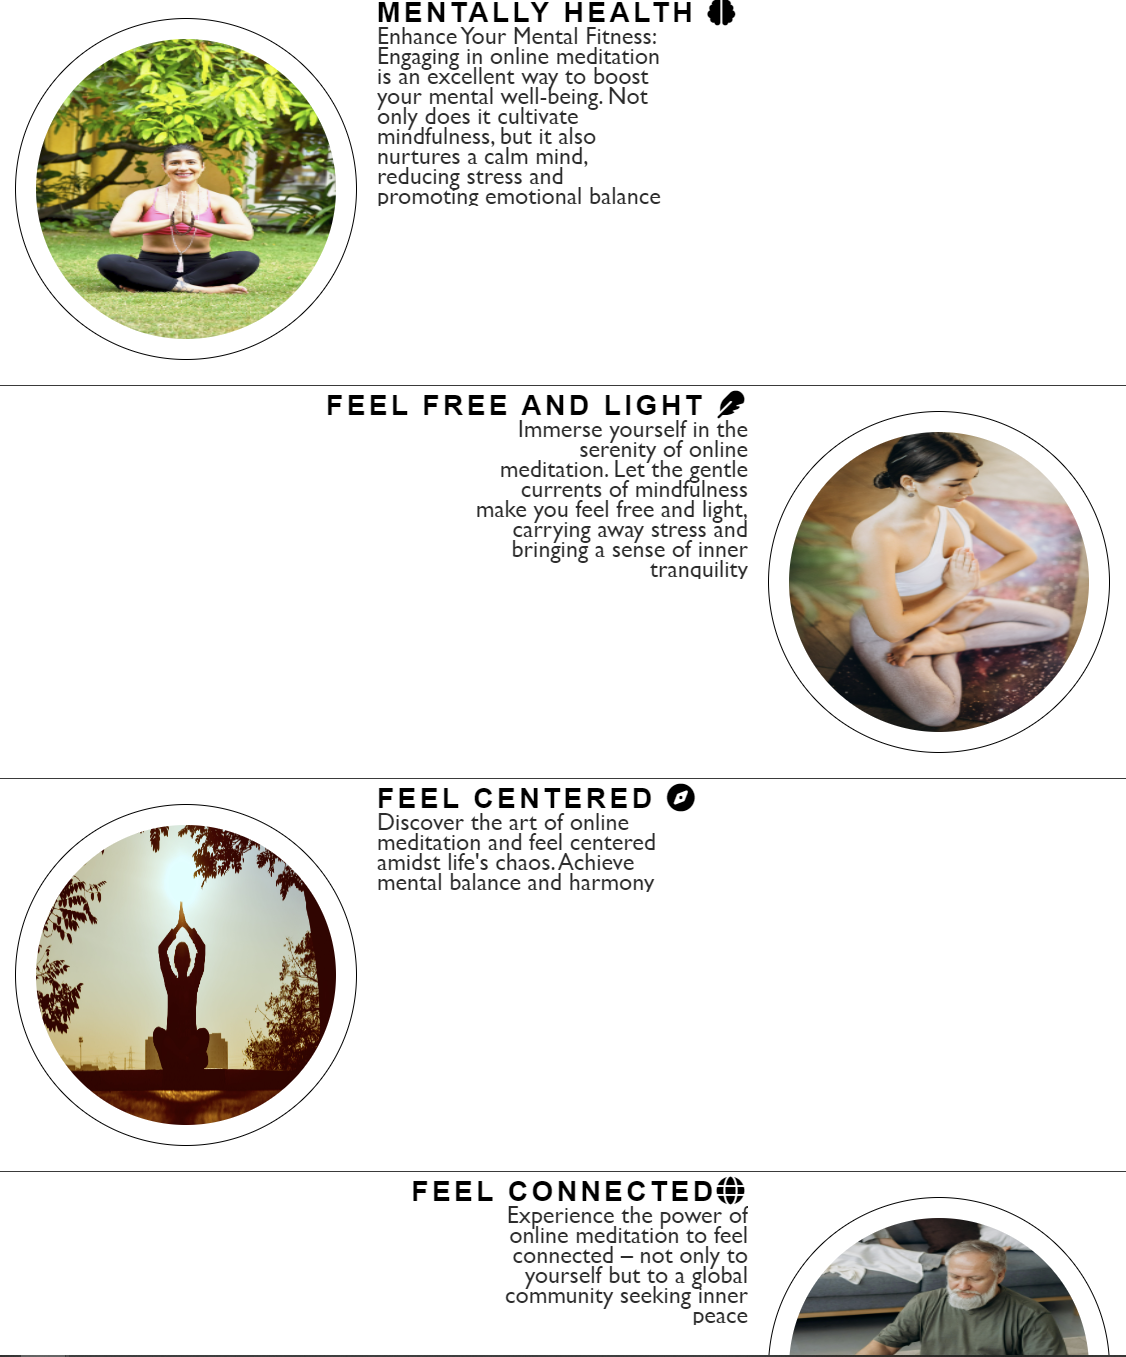 MENTALLY HEALTH
Enhance Your Mental Fitness:
Engaging in online meditation
is an excellent way to boost
your mental well-being. Not
only does it cultivate
mindfulness, but it also
nurtures a calm mind,
reducing stress and
promoting emotional balance
FEEL FREE AND LIGHT
Immerse yourself in the
serenity of online
meditation. Let the gentle
currents of mindfulness
make you feel free and light,
carrying away stress and
bringing a sense of inner
tranquility
FEEL CENTERED
Discover the art of online
meditation and feel centered
amidst life's chaos. Achieve
mental balance and harmony
FEEL CONNECTED
Experience the power of
online meditation to feel
connected – not only to
yourself but to a global
community seeking inner
peace